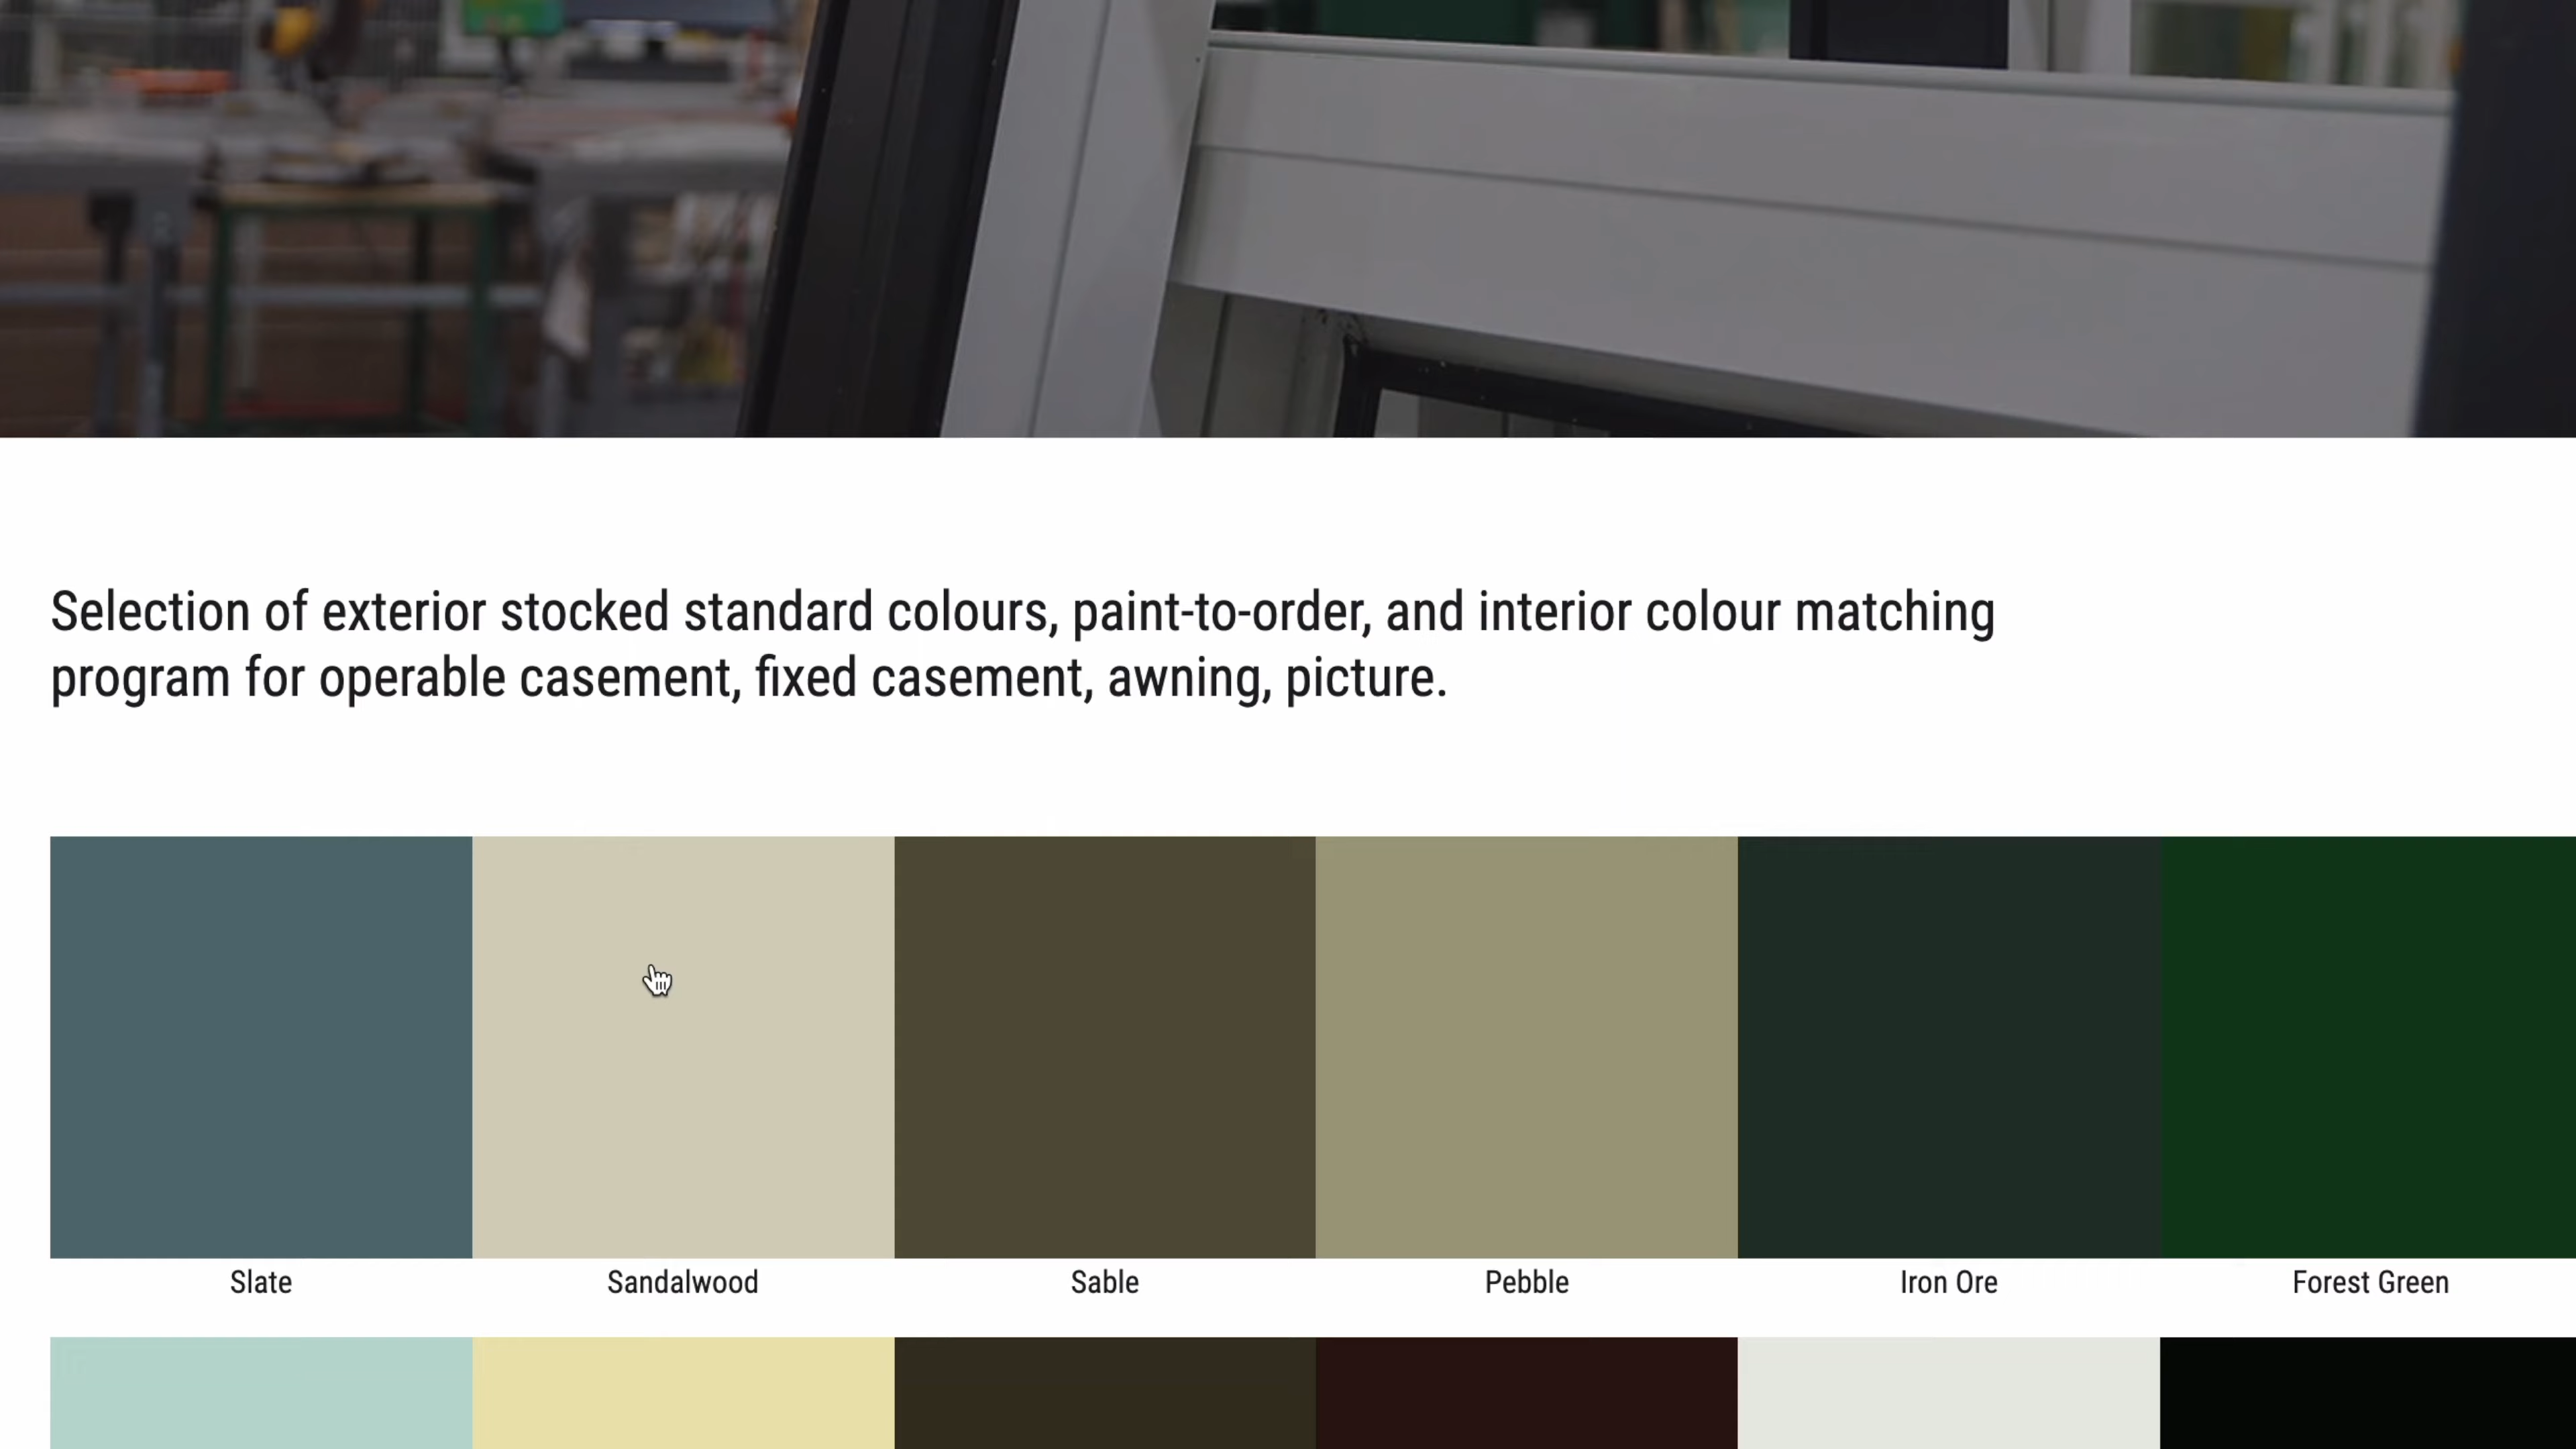 Selection of exterior stocked standard colours, paint-to-order, and interior colour matching
program for operable casement, fixed casement, awning, picture.
Slate
Sandalwood
Sable
Pebble
Iron Ore
Forest Green